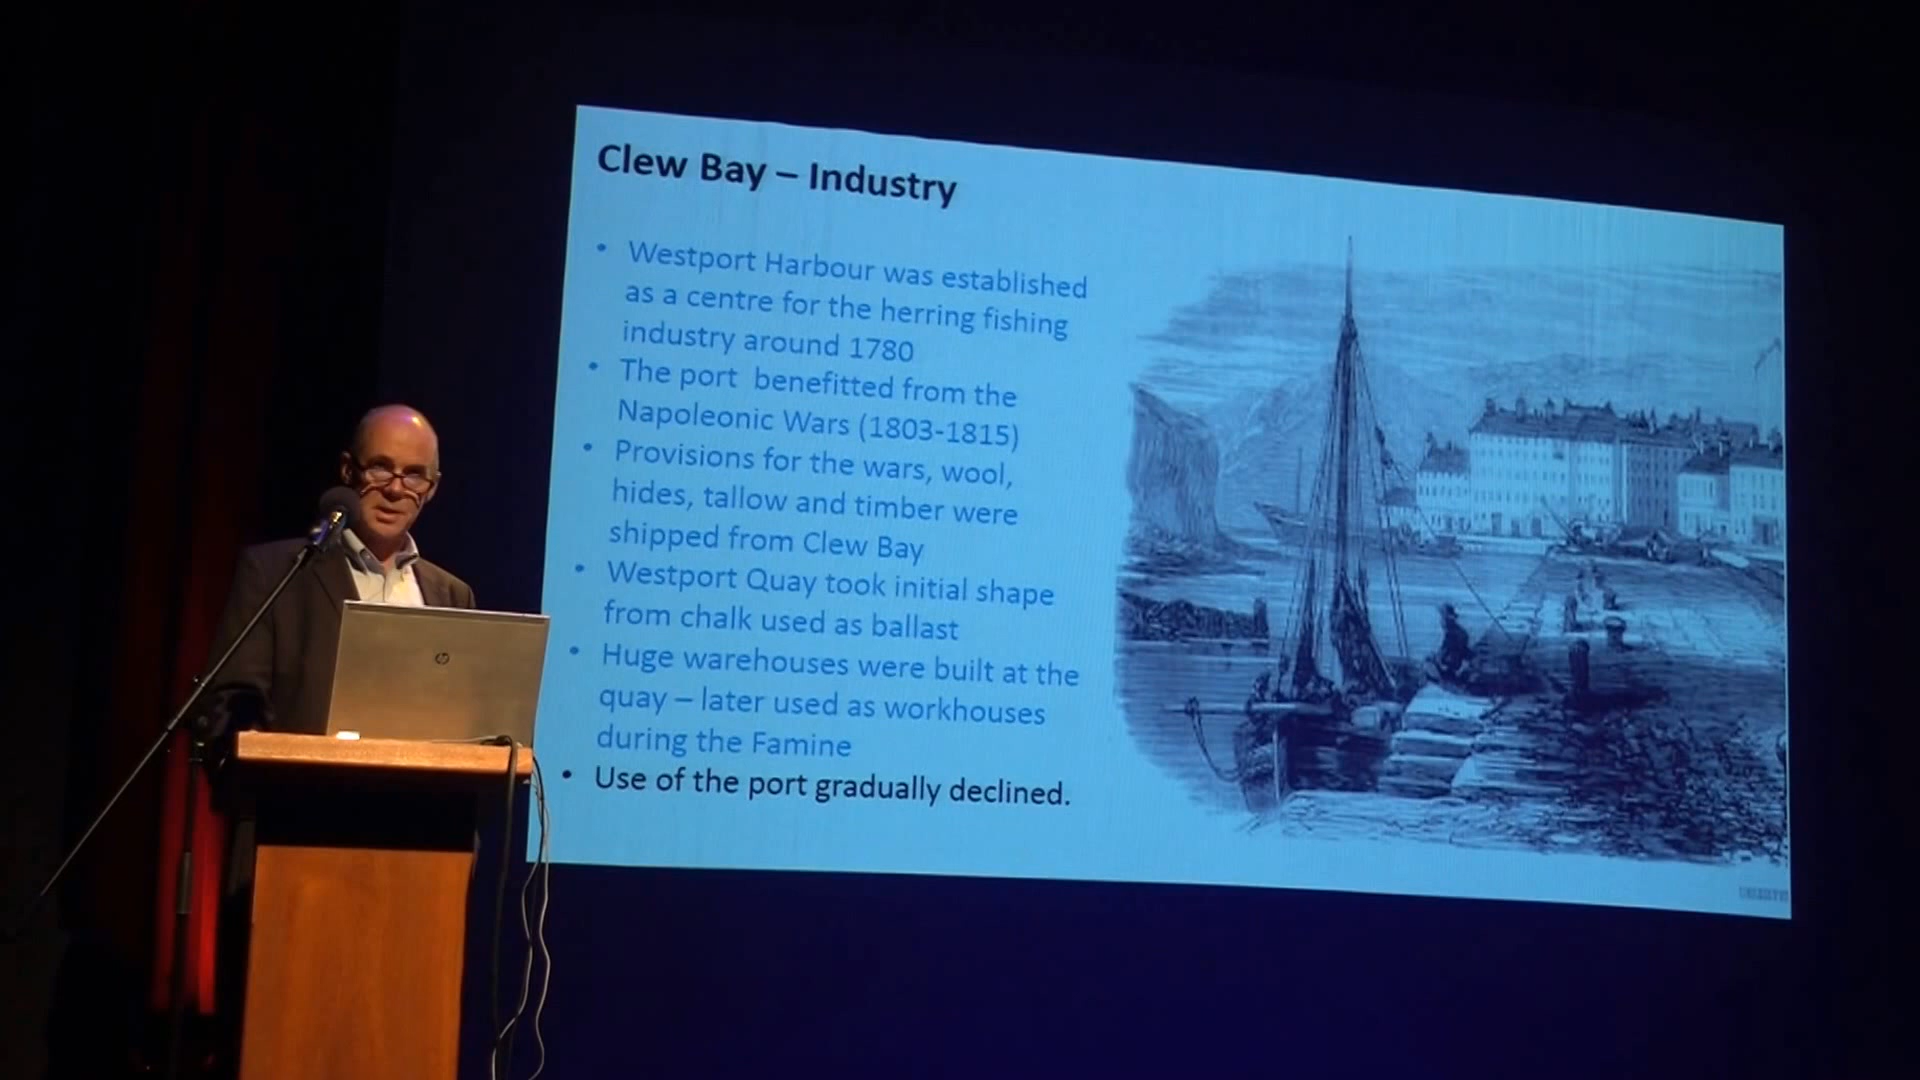 Clew Bay – Industry
• Westport Harbour was established
as a centre for the herring fishing
industry around 1780
• The port benefitted from the
Napoleonic Wars (1803-1815)
• Provisions for the wars, wool,
hides, tallow and timber were
shipped from Clew Bay
• Westport Quay took initial shape
from chalk used as ballast
• Huge warehouses were built at the
quay – later used as workhouses
during the Famine
• Use of the port gradually declined.
hp